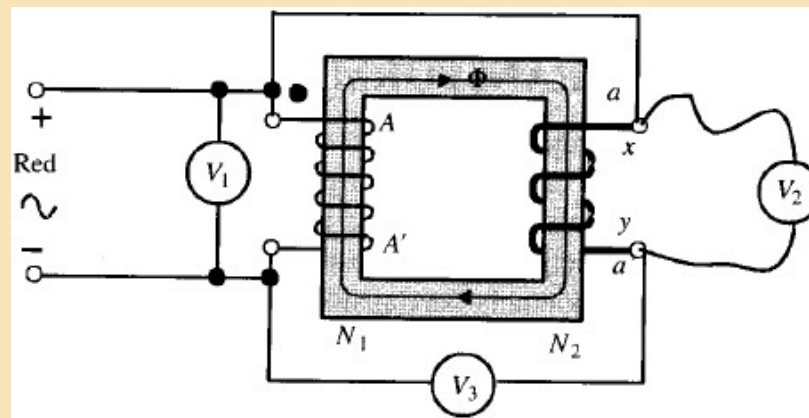 Φ
a
+
A
x
Red
V1
V2
~
y
−
A′
a
N1
N2
V3